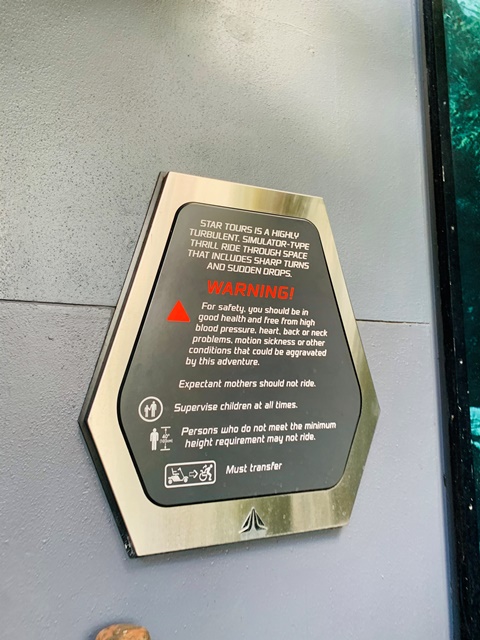 STAR TOURS IS A HIGHLY
TURBULENT, SIMULATOR-TYPE
THRILL RIDE THROUGH SPACE
THAT INCLUDES SHARP TURNS
AND SUDDEN DROPS.
WARNING!
For safety, you should be in
good health and free from high
blood pressure, heart, back or neck
problems, motion sickness or other
conditions that could be aggravated
by this adventure.
Expectant mothers should not ride.
Supervise children at all times.
40"
Persons who do not meet the minimum
height requirement may not ride.
Must transfer